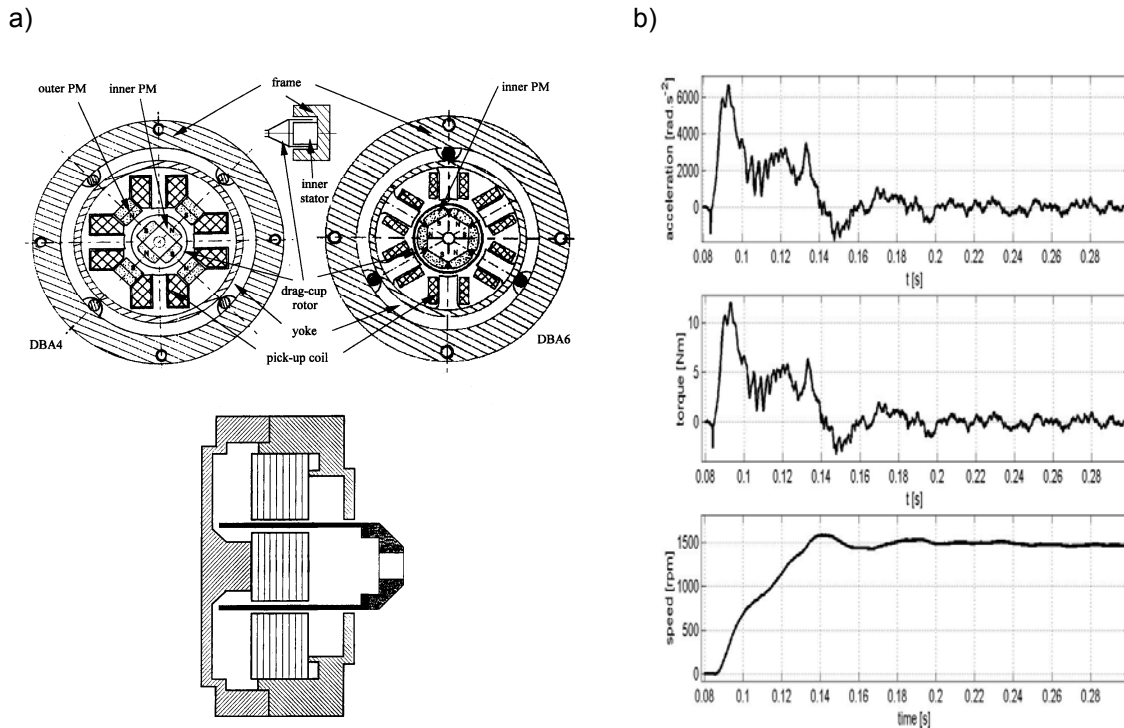 a)
b)
outer PM
inner PM
frame
inner PM
inner
stator
drag-cup
rotor
yoke
pick-up coil
DBA4
DBA6
acceleration [rad.s⁻²]
6000
4000
2000
0
0.08 0.1 0.12 0.14 0.16 0.18 0.2 0.22 0.24 0.26 0.28
t [s]
torque [Nm]
10
5
0
0.08 0.1 0.12 0.14 0.16 0.18 0.2 0.22 0.24 0.26 0.28
t [s]
speed [rpm]
1500
1000
500
0
0.08 0.1 0.12 0.14 0.16 0.18 0.2 0.22 0.24 0.26 0.28
time [s]